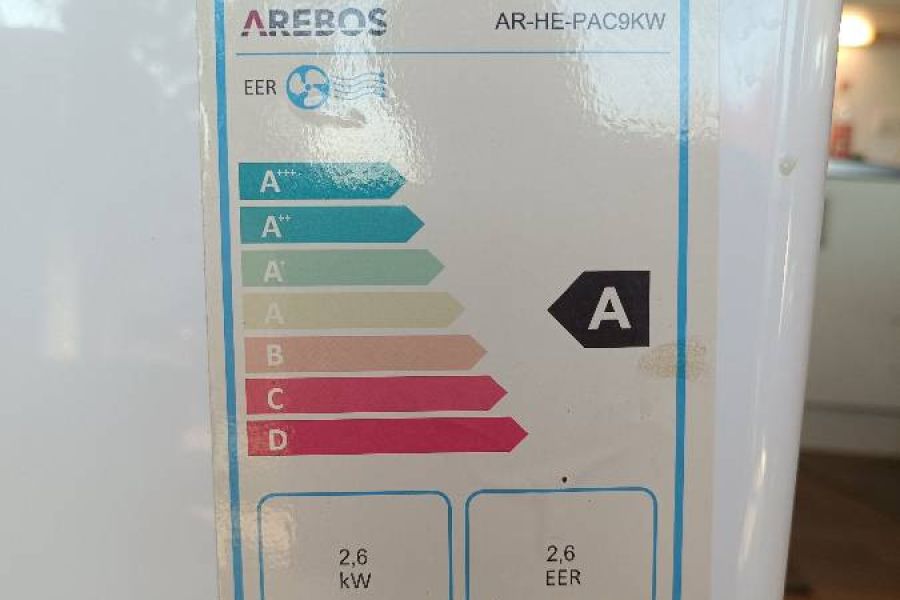 AREBOS AR-HE-PAC9KW
EER
A+++
A++
A+
A
A
B
C
D
2,6
kW
2,6
EER